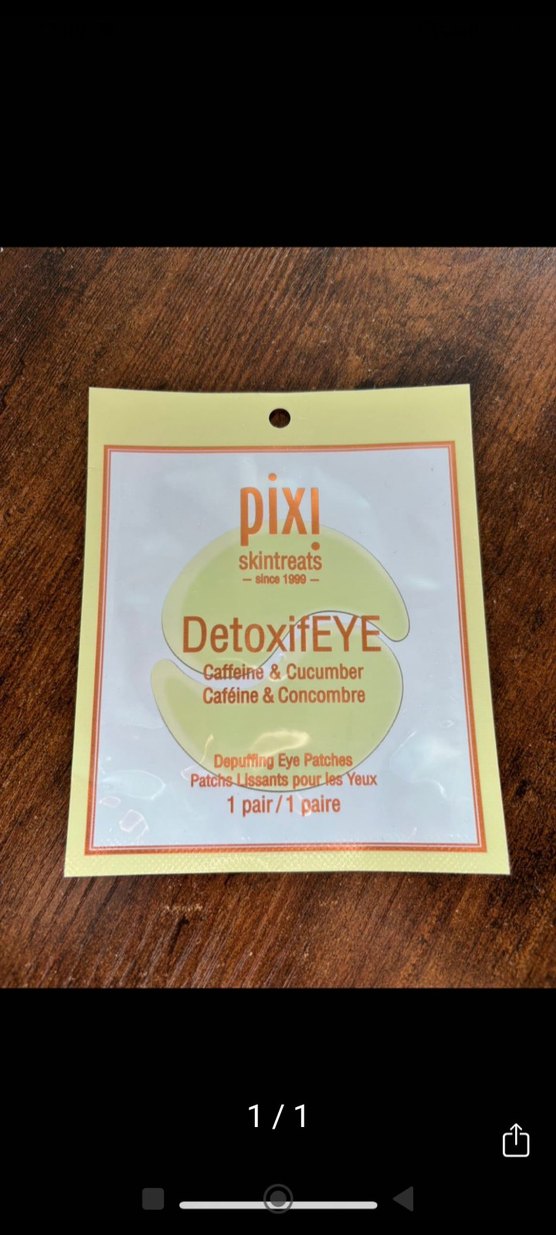 pixi
skintreats
– since 1999 –
DetoxifEYE
Caffeine & Cucumber
Caféine & Concombre
Depuffing Eye Patches
Patchs Lissants pour les Yeux
1 pair / 1 paire
1 / 1